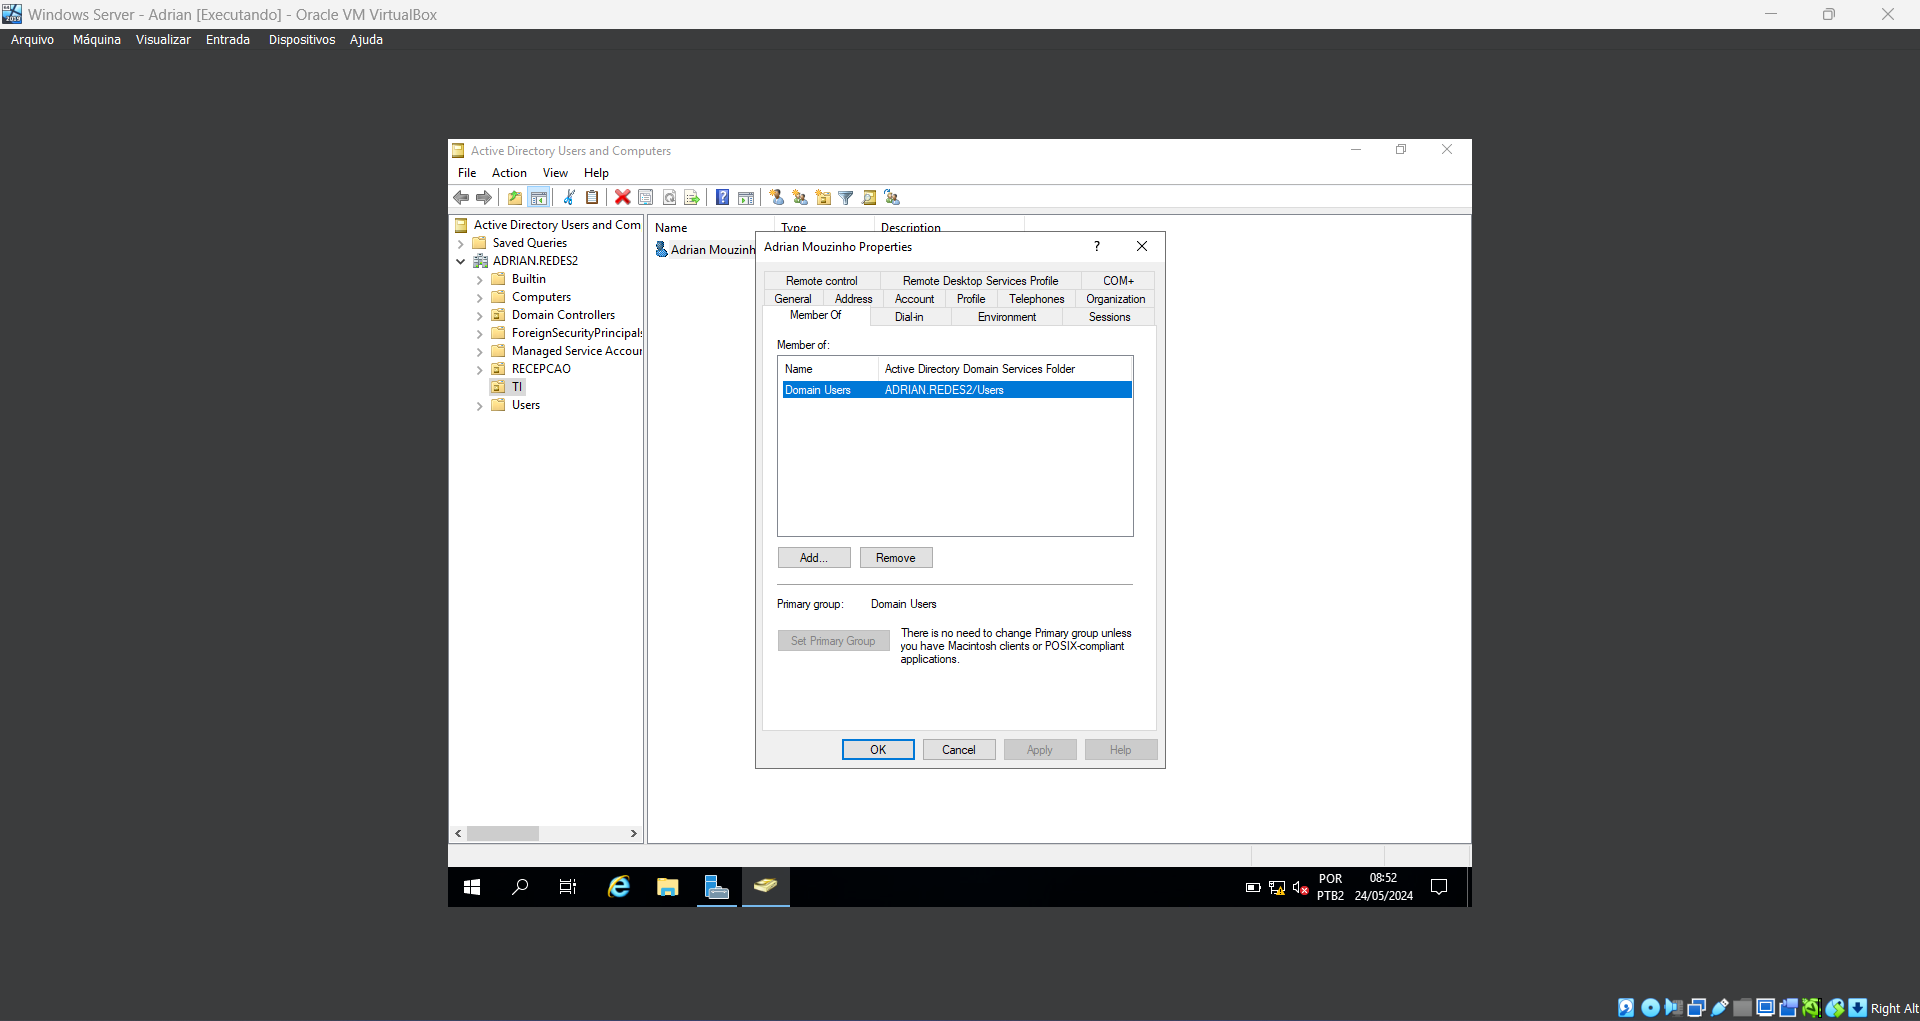 Windows Server - Adrian [Executando] - Oracle VM VirtualBox
Arquivo Máquina Visualizar Entrada Dispositivos Ajuda
Active Directory Users and Computers
File Action View Help
Active Directory Users and Com
Saved Queries
ADRIAN.REDES2
Builtin
Computers
Domain Controllers
ForeignSecurityPrincipals
Managed Service Accour
RECEPCAO
TI
Users
Name Type Description
Adrian Mouzinh
Adrian Mouzinho Properties ?
Remote control Remote Desktop Services Profile COM+
General Address Account Profile Telephones Organization
Member Of Dial-in Environment Sessions
Member of:
Name Active Directory Domain Services Folder
Domain Users ADRIAN.REDES2/Users
Add... Remove
Primary group: Domain Users
Set Primary Group
There is no need to change Primary group unless
you have Macintosh clients or POSIX-compliant
applications.
OK Cancel Apply Help
POR
PTB2
08:52
24/05/2024
Right Alt